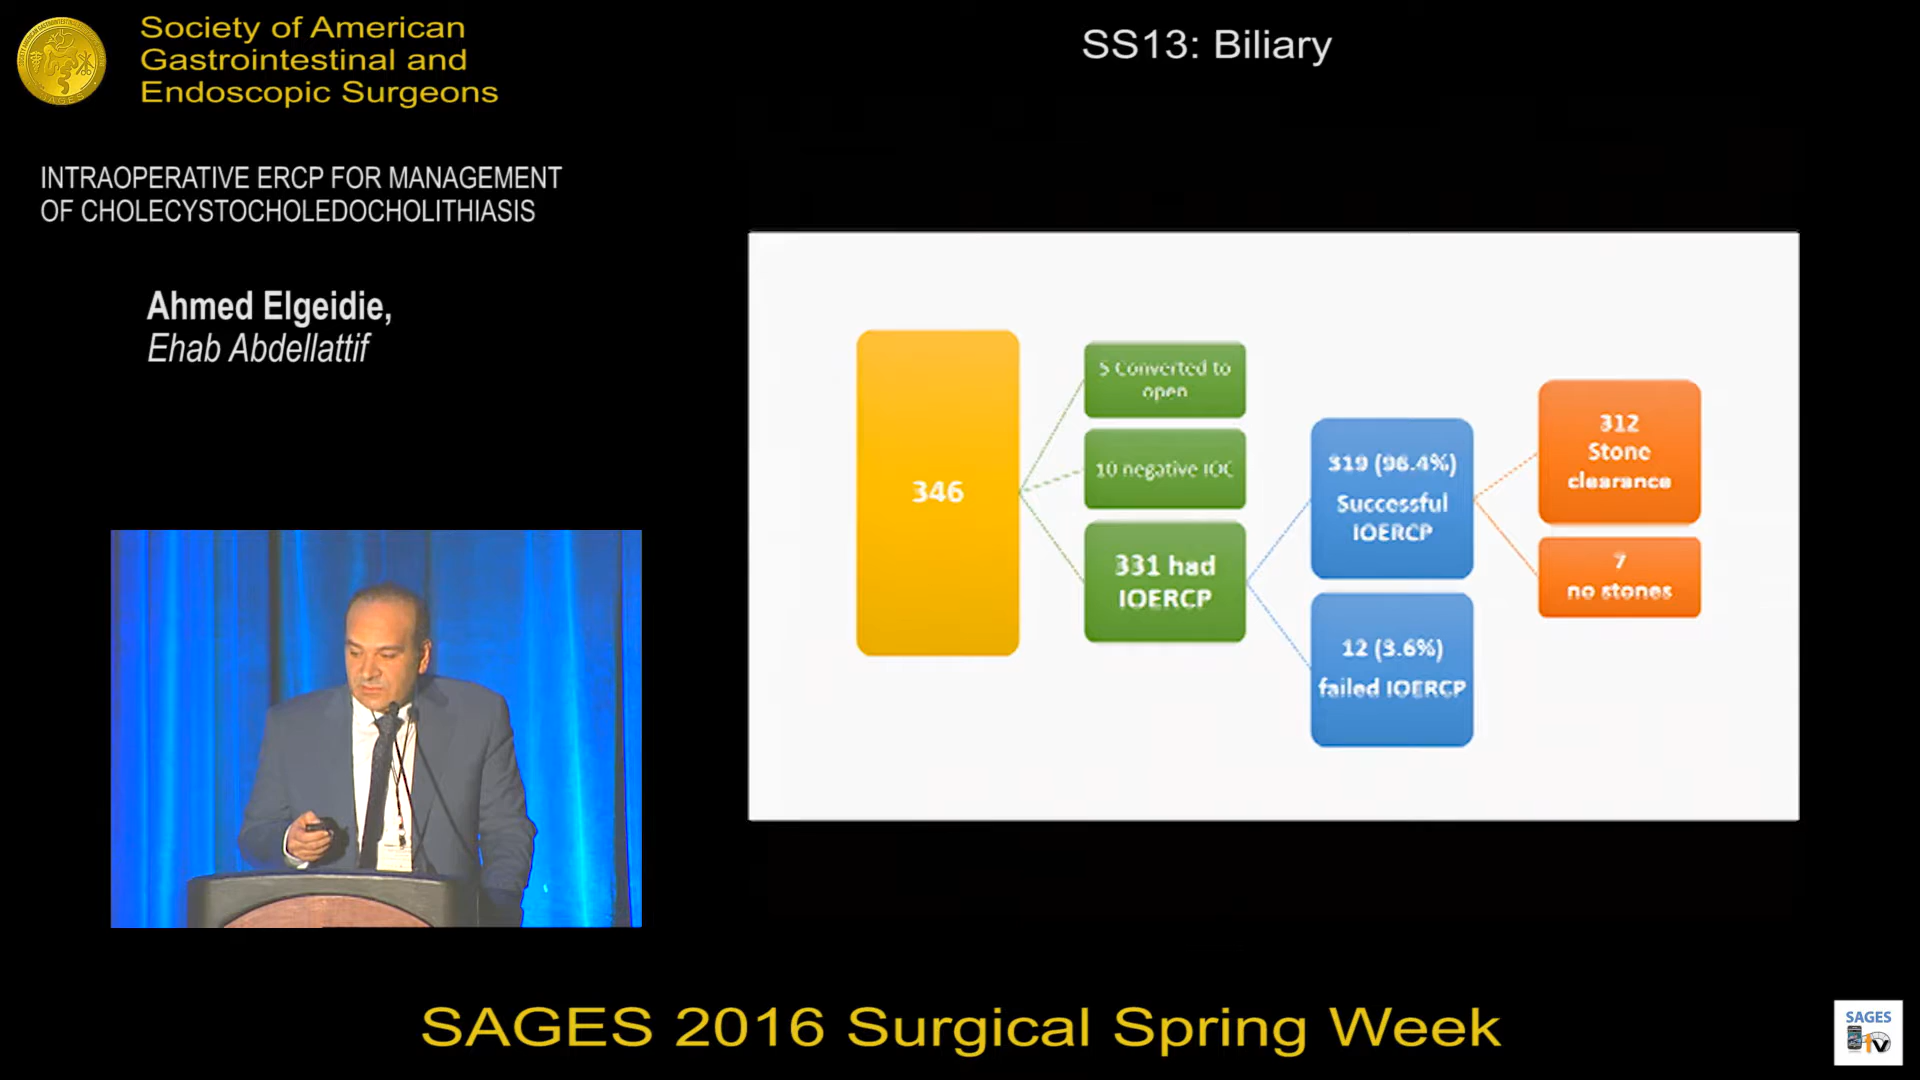 Society of American
Gastrointestinal and
Endoscopic Surgeons
SS13: Biliary
INTRAOPERATIVE ERCP FOR MANAGEMENT
OF CHOLECYSTOCHOLEDOCHOLITHIASIS
Ahmed Elgeidie,
Ehab Abdellattif
346
5 Converted to
open
10 negative IOC
331 had
IOERCP
319 (96.4%)
Successful
IOERCP
12 (3.6%)
failed IOERCP
312
Stone
clearance
7
no stones
SAGES 2016 Surgical Spring Week
SAGES
TV